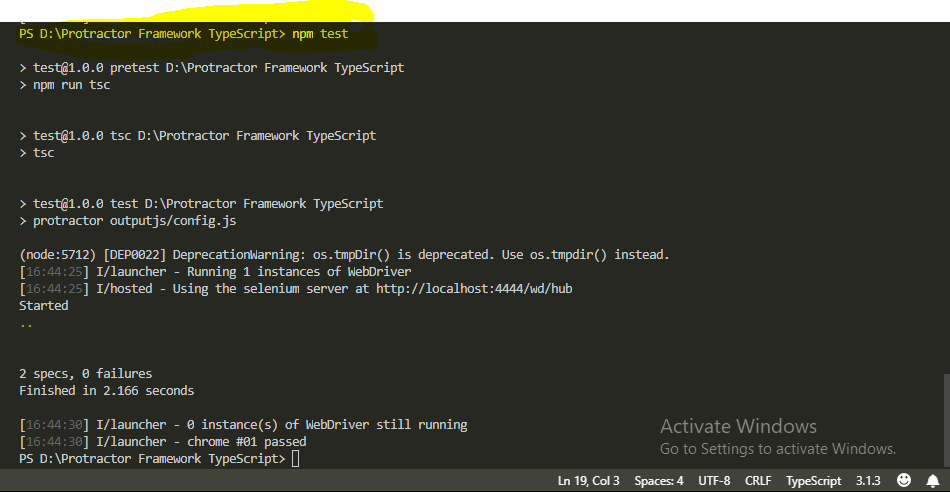 PS D:\Protractor Framework TypeScript> npm test
> test@1.0.0 pretest D:\Protractor Framework TypeScript
> npm run tsc
> test@1.0.0 tsc D:\Protractor Framework TypeScript
> tsc
> test@1.0.0 test D:\Protractor Framework TypeScript
> protractor outputjs/config.js
(node:5712) [DEP0022] DeprecationWarning: os.tmpDir() is deprecated. Use os.tmpdir() instead.
[16:44:25] I/launcher - Running 1 instances of WebDriver
[16:44:25] I/hosted - Using the selenium server at http://localhost:4444/wd/hub
Started
..
2 specs, 0 failures
Finished in 2.166 seconds
[16:44:30] I/launcher - 0 instance(s) of WebDriver still running
[16:44:30] I/launcher - chrome #01 passed
PS D:\Protractor Framework TypeScript>
Activate Windows
Go to Settings to activate Windows.
Ln 19, Col 3 Spaces: 4 UTF-8 CRLF TypeScript 3.1.3